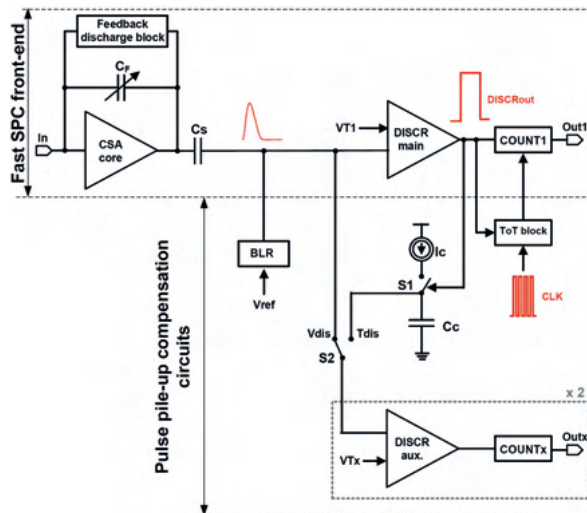 Fast SPC front-end
Feedback
discharge block
CF
In
CSA
core
Cs
VT1
DISCR
main
DISCRout
Out1
COUNT1
ToT block
CLK
Pulse pile-up compensation
circuits
BLR
Vref
Ic
S1
Cc
Vdis
Tdis
S2
x 2
DISCR
aux.
VTx
COUNTx
Outx